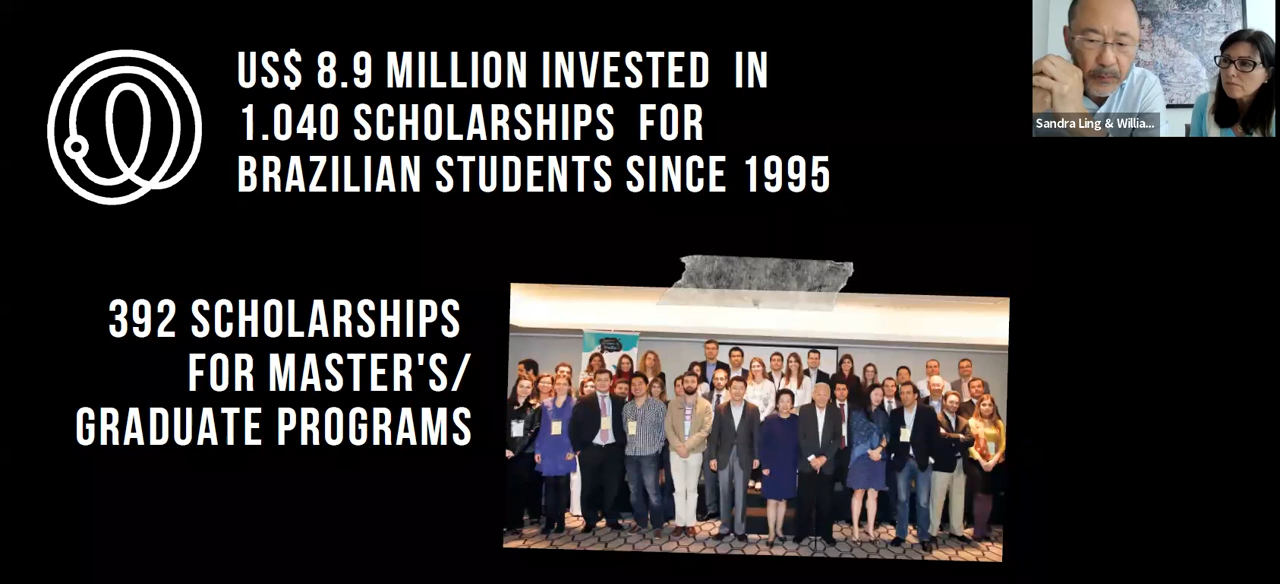 US$ 8.9 MILLION INVESTED IN
1.040 SCHOLARSHIPS FOR
BRAZILIAN STUDENTS SINCE 1995
Sandra Ling & Willia...
392 SCHOLARSHIPS
FOR MASTER'S/
GRADUATE PROGRAMS